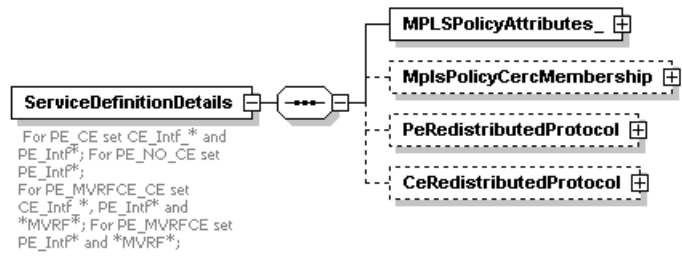 MPLSPolicyAttributes_
MplsPolicyCercMembership
ServiceDefinitionDetails
PeRedistributedProtocol
CeRedistributedProtocol
For PE_CE set CE_Intf_* and
PE_Intf*; For PE_NO_CE set
PE_Intf*;
For PE_MVRFCE_CE set
CE_Intf_*, PE_Intf* and
*MVRF*; For PE_MVRFCE set
PE_Intf* and *MVRF*;